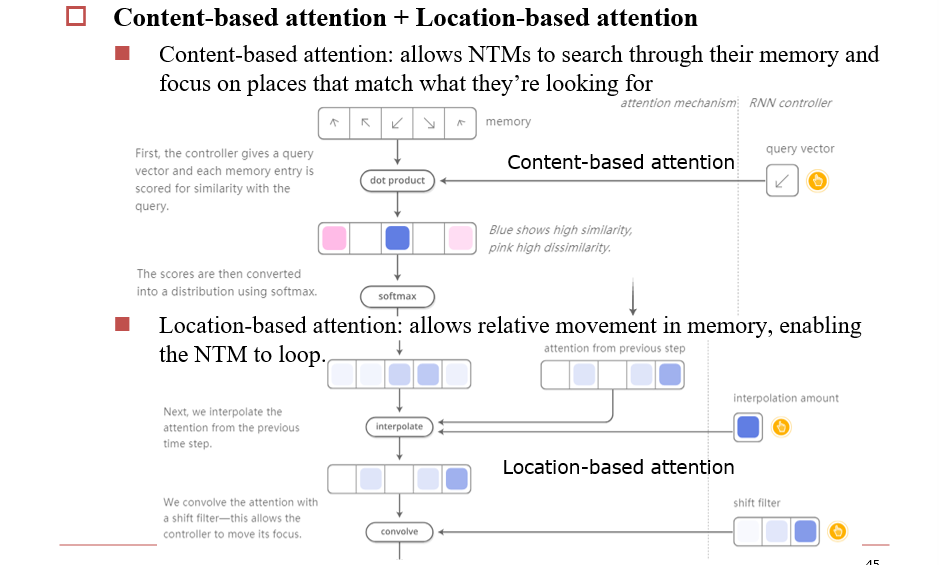 Content-based attention + Location-based attention
Content-based attention: allows NTMs to search through their memory and
focus on places that match what they're looking for
attention mechanism
RNN controller
memory
First, the controller gives a query
vector and each memory entry is
scored for similarity with the
query.
Content-based attention
query vector
dot product
Blue shows high similarity,
pink high dissimilarity.
The scores are then converted
into a distribution using softmax.
softmax
Location-based attention: allows relative movement in memory, enabling
the NTM to loop.
attention from previous step
interpolation amount
Next, we interpolate the
attention from the previous
time step.
interpolate
Location-based attention
We convolve the attention with
a shift filter—this allows the
controller to move its focus.
shift filter
convolve
45